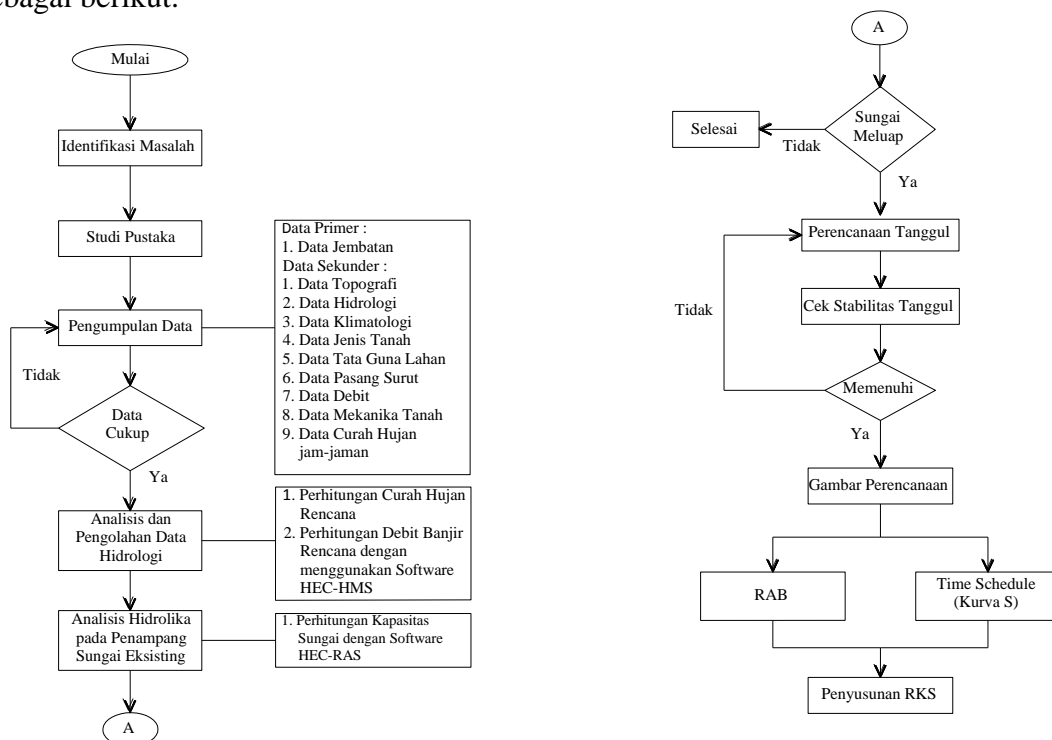 sebagai berikut:
Mulai
Identifikasi Masalah
Studi Pustaka
Pengumpulan Data
Data Primer :
1. Data Jembatan
Data Sekunder :
1. Data Topografi
2. Data Hidrologi
3. Data Klimatologi
4. Data Jenis Tanah
5. Data Tata Guna Lahan
6. Data Pasang Surut
7. Data Debit
8. Data Mekanika Tanah
9. Data Curah Hujan
jam-jaman
Tidak
Data
Cukup
Ya
Analisis dan
Pengolahan Data
Hidrologi
1. Perhitungan Curah Hujan
Rencana
2. Perhitungan Debit Banjir
Rencana dengan
menggunakan Software
HEC-HMS
Analisis Hidrolika
pada Penampang
Sungai Eksisting
1. Perhitungan Kapasitas
Sungai dengan Software
HEC-RAS
A
A
Sungai
Meluap
Selesai
Tidak
Ya
Perencanaan Tanggul
Cek Stabilitas Tanggul
Tidak
Memenuhi
Ya
Gambar Perencanaan
RAB
Time Schedule
(Kurva S)
Penyusunan RKS